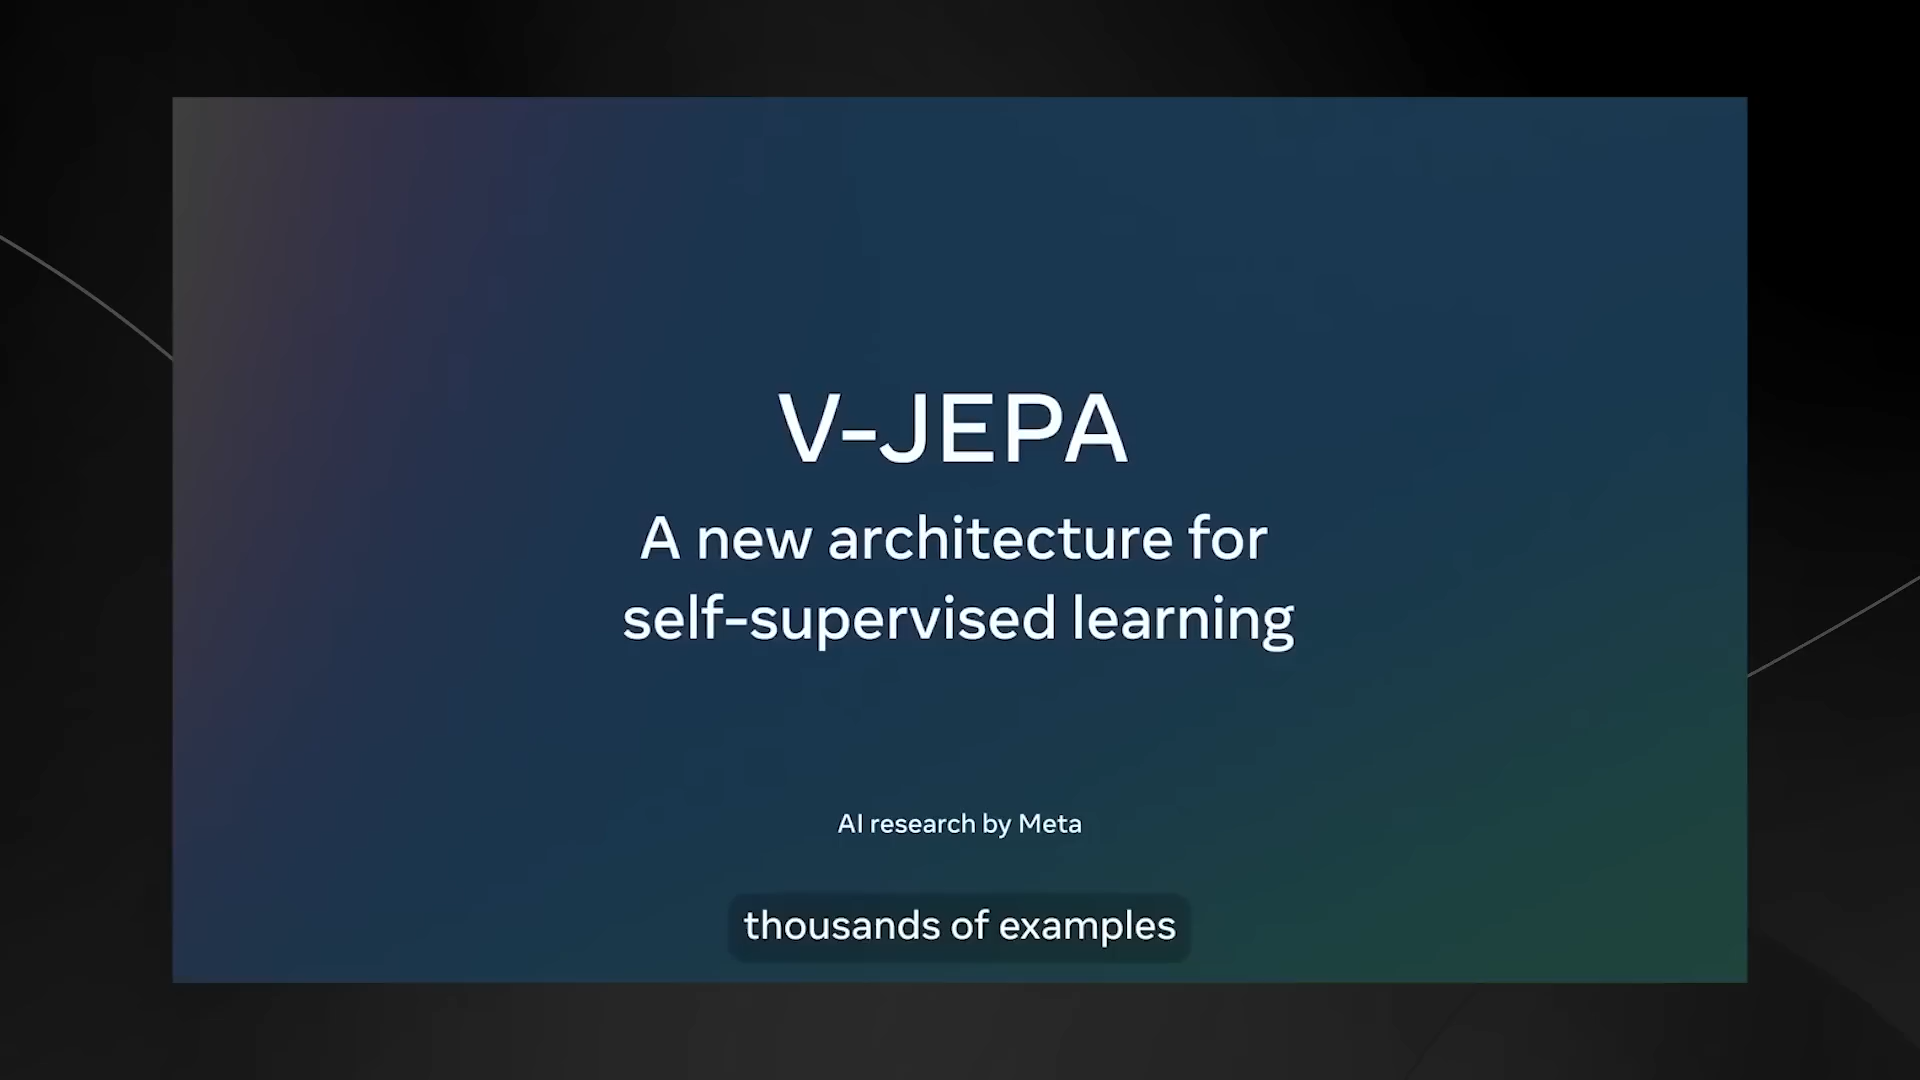 V-JEPA
A new architecture for
self-supervised learning
AI research by Meta
thousands of examples